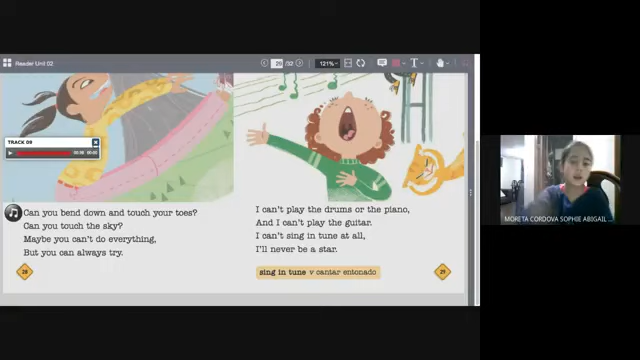 Reader Unit 02
29 /32
121%
TRACK 09
Can you bend down and touch your toes?
Can you touch the sky?
Maybe you can't do everything,
But you can always try.
28
I can't play the drums or the piano,
And I can't play the guitar.
I can't sing in tune at all,
I'll never be a star.
sing in tune v cantar entonado
29
MORETA CORDOVA SOPHIE ABIGAIL